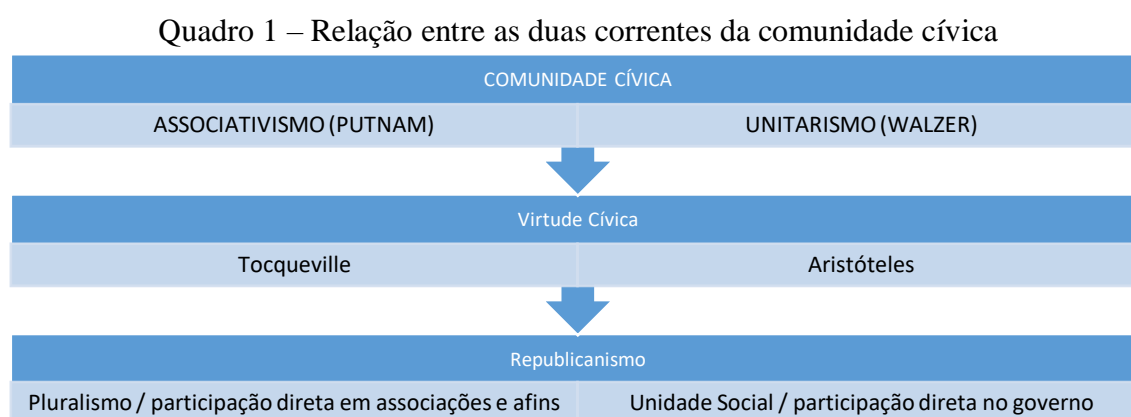 Quadro 1 – Relação entre as duas correntes da comunidade cívica
COMUNIDADE CÍVICA
ASSOCIATIVISMO (PUTNAM)
UNITARISMO (WALZER)
Virtude Cívica
Tocqueville
Aristóteles
Republicanismo
Pluralismo / participação direta em associações e afins
Unidade Social / participação direta no governo